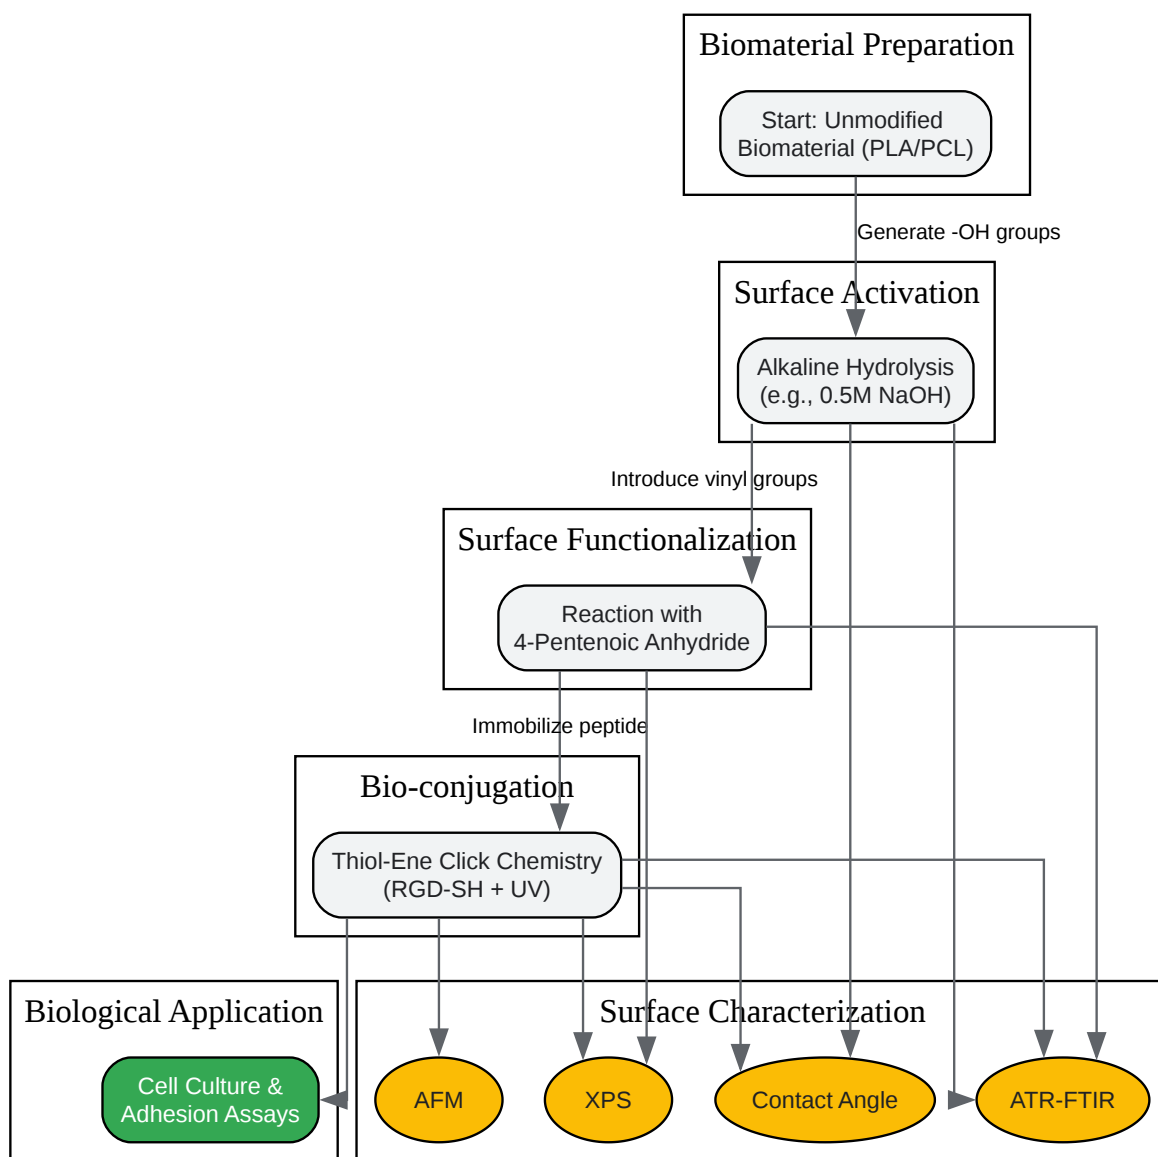 Biomaterial Preparation
Start: Unmodified
Biomaterial (PLA/PCL)
Generate -OH groups
Surface Activation
Alkaline Hydrolysis
(e.g., 0.5M NaOH)
Introduce vinyl groups
Surface Functionalization
Reaction with
4-Pentenoic Anhydride
Immobilize peptide
Bio-conjugation
Thiol-Ene Click Chemistry
(RGD-SH + UV)
Biological Application
Cell Culture &
Adhesion Assays
Surface Characterization
AFM
XPS
Contact Angle
ATR-FTIR